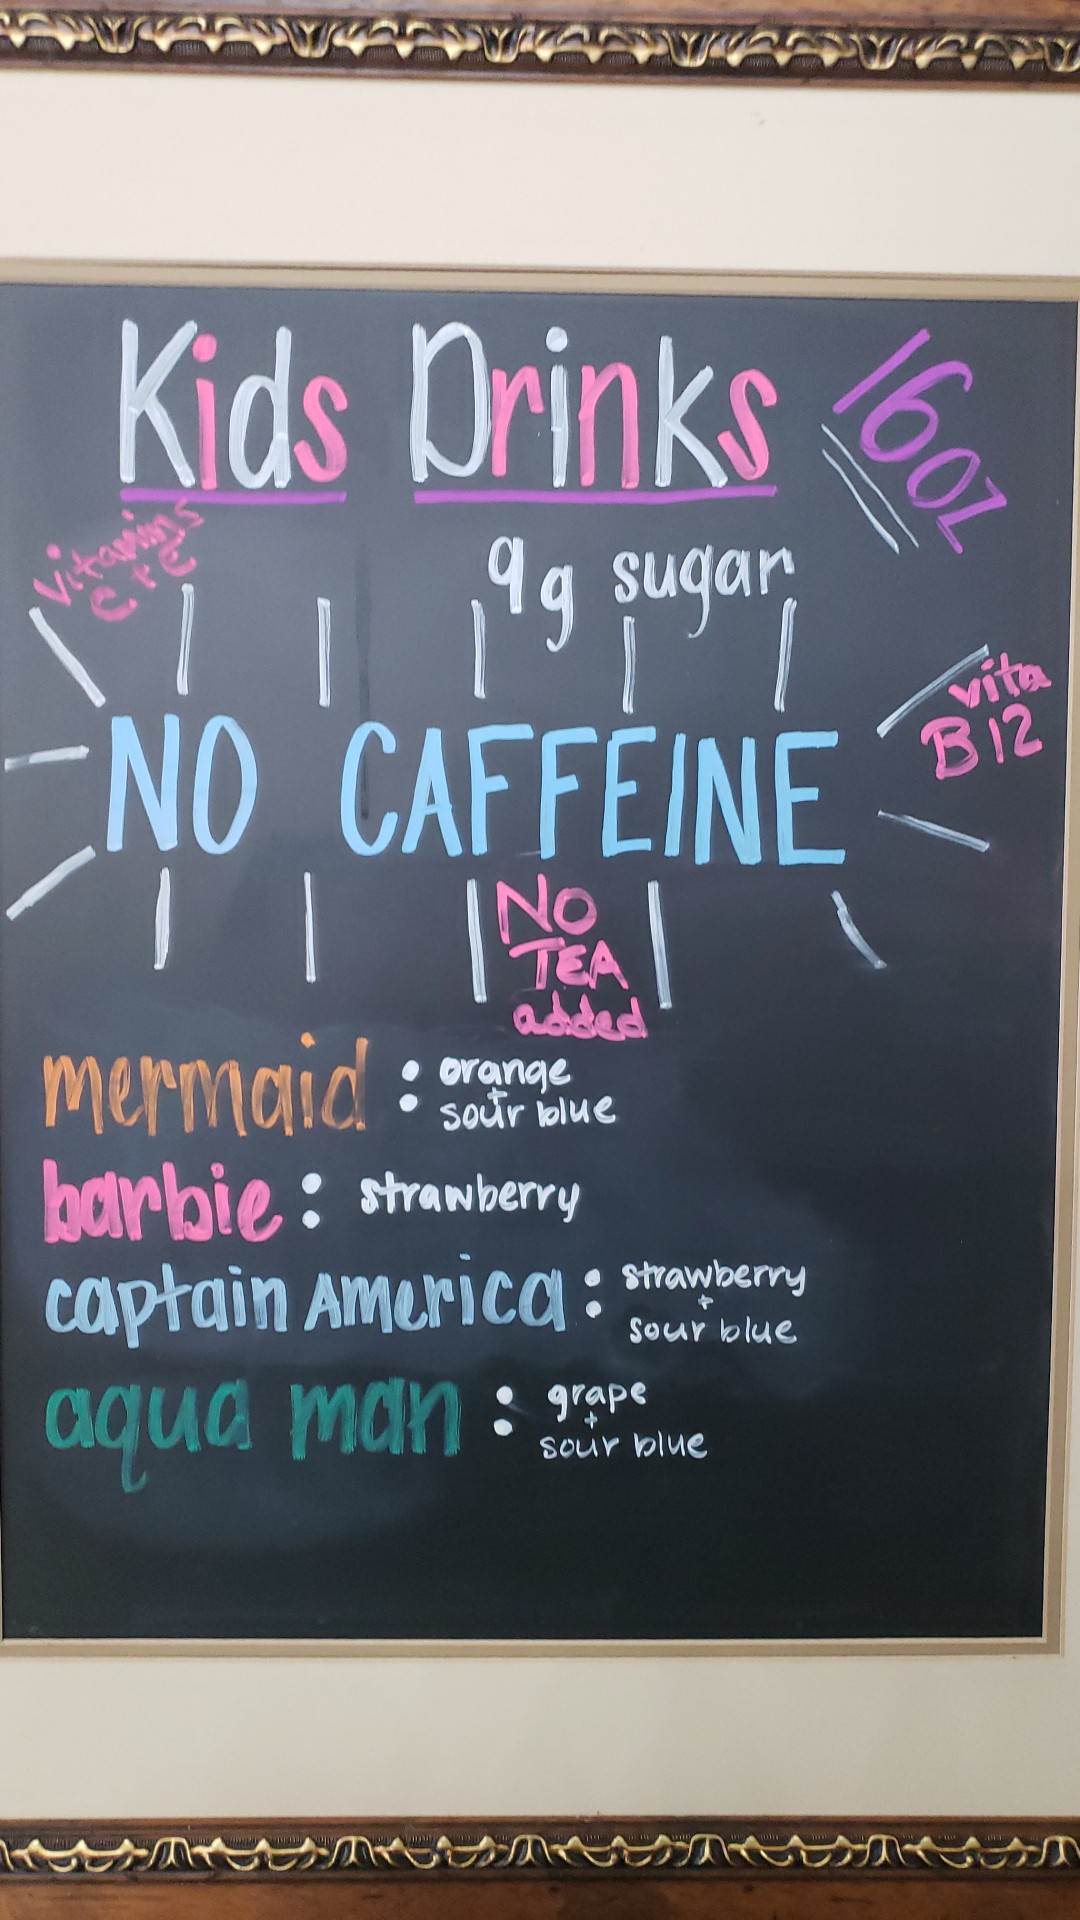 Kids Drinks
16oz
vitamins
C + E
9g sugar
vita
B12
NO CAFFEINE
NO
TEA
added
mermaid : orange
+
sour blue
barbie : strawberry
captain America : strawberry
+
sour blue
aqua man : grape
+
sour blue